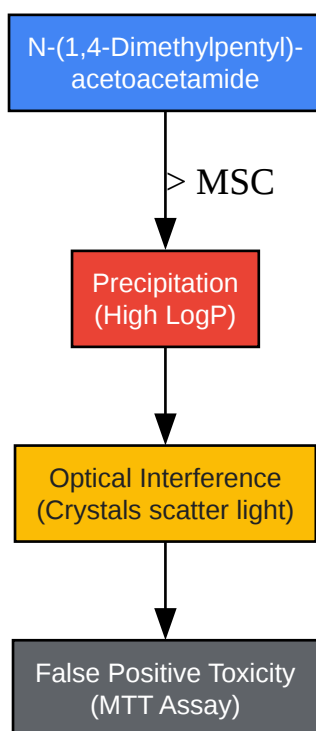 N-(1,4-Dimethylpentyl)-
acetoacetamide
> MSC
Precipitation
(High LogP)
Optical Interference
(Crystals scatter light)
False Positive Toxicity
(MTT Assay)